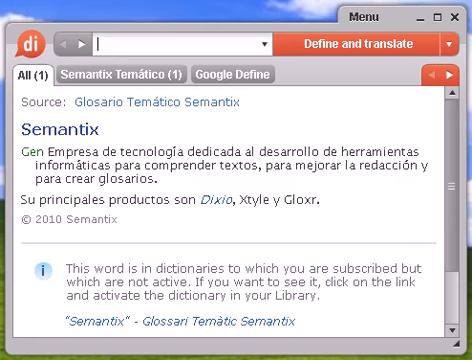 Menu
di
Define and translate
All (1) Semantix Temático (1) Google Define
Source: Glosario Temático Semantix
Semantix
Gen Empresa de tecnología dedicada al desarrollo de herramientas
informáticas para comprender textos, para mejorar la redacción y
para crear glosarios.
Su principales productos son Dixio, Xtyle y Gloxr.
© 2010 Semantix
i
This word is in dictionaries to which you are subscribed but
which are not active. If you want to see it, click on the link
and activate the dictionary in your Library.
"Semantix" - Glossari Temàtic Semantix